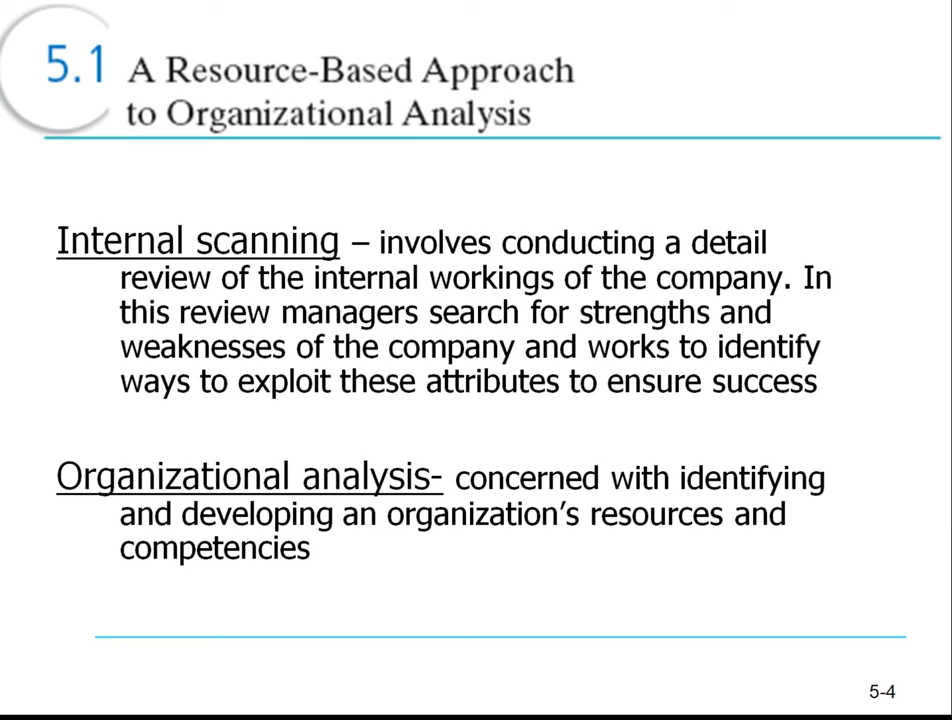 5.1 A Resource-Based Approach
to Organizational Analysis
Internal scanning – involves conducting a detail
review of the internal workings of the company. In
this review managers search for strengths and
weaknesses of the company and works to identify
ways to exploit these attributes to ensure success
Organizational analysis- concerned with identifying
and developing an organization’s resources and
competencies
5-4